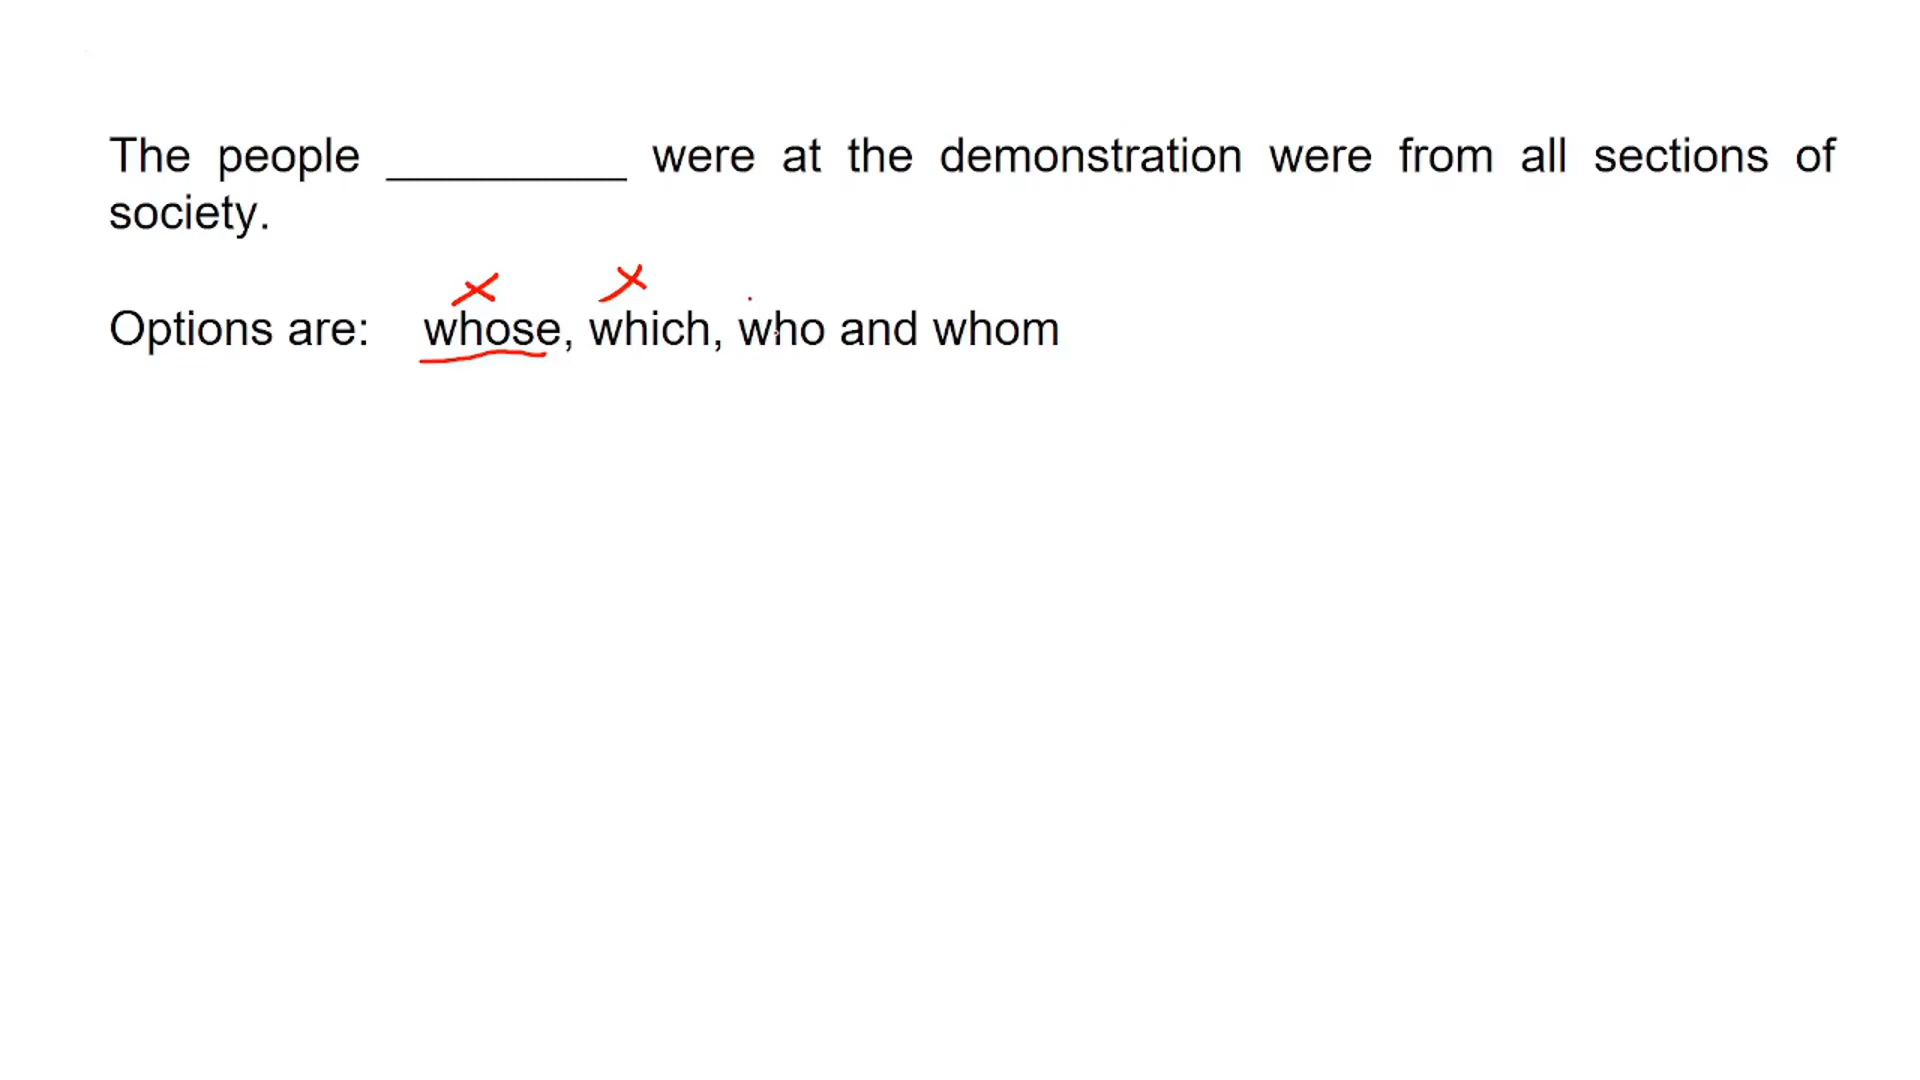 The people __________ were at the demonstration were from all sections of
society.
Options are: whose, which, who and whom